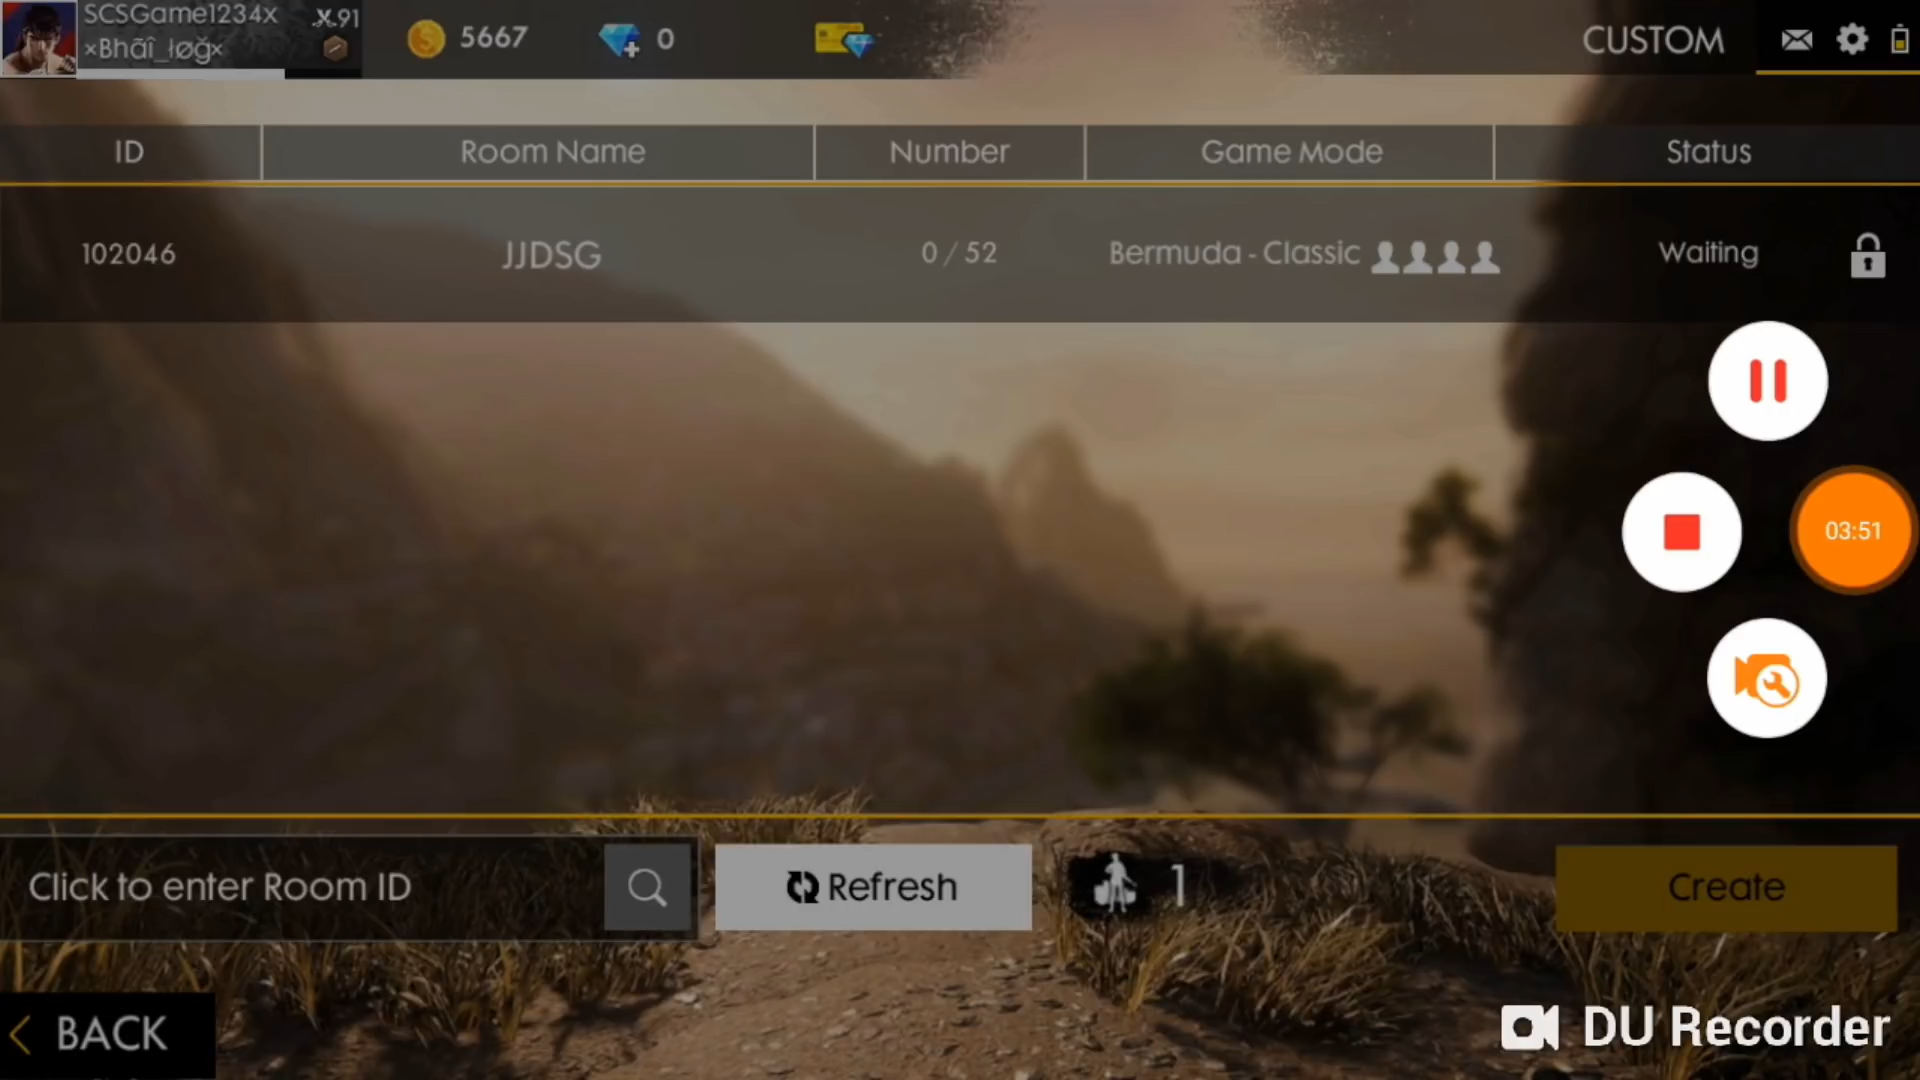 SCSGame1234x
×Bhãî_łøğ×
91
5667
0
CUSTOM
ID Room Name Number Game Mode Status
102046 JJDSG 0 / 52 Bermuda - Classic Waiting
03:51
Click to enter Room ID
Refresh
1
Create
BACK
DU Recorder